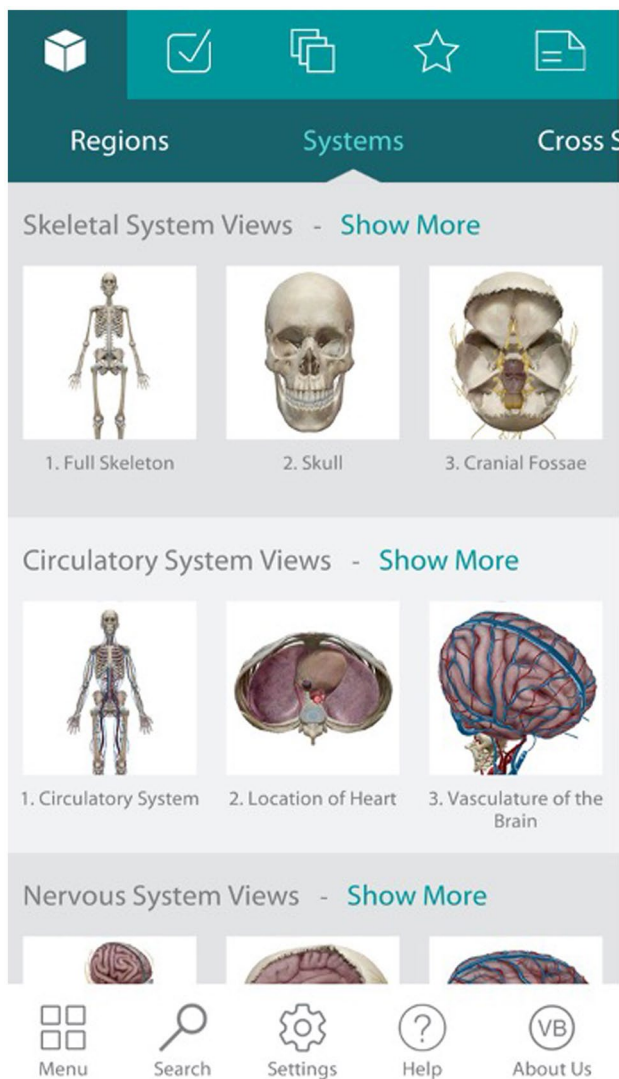 Regions Systems Cross S
Skeletal System Views - Show More
1. Full Skeleton 2. Skull 3. Cranial Fossae
Circulatory System Views - Show More
1. Circulatory System 2. Location of Heart 3. Vasculature of the
Brain
Nervous System Views - Show More
VB
Menu Search Settings Help About Us